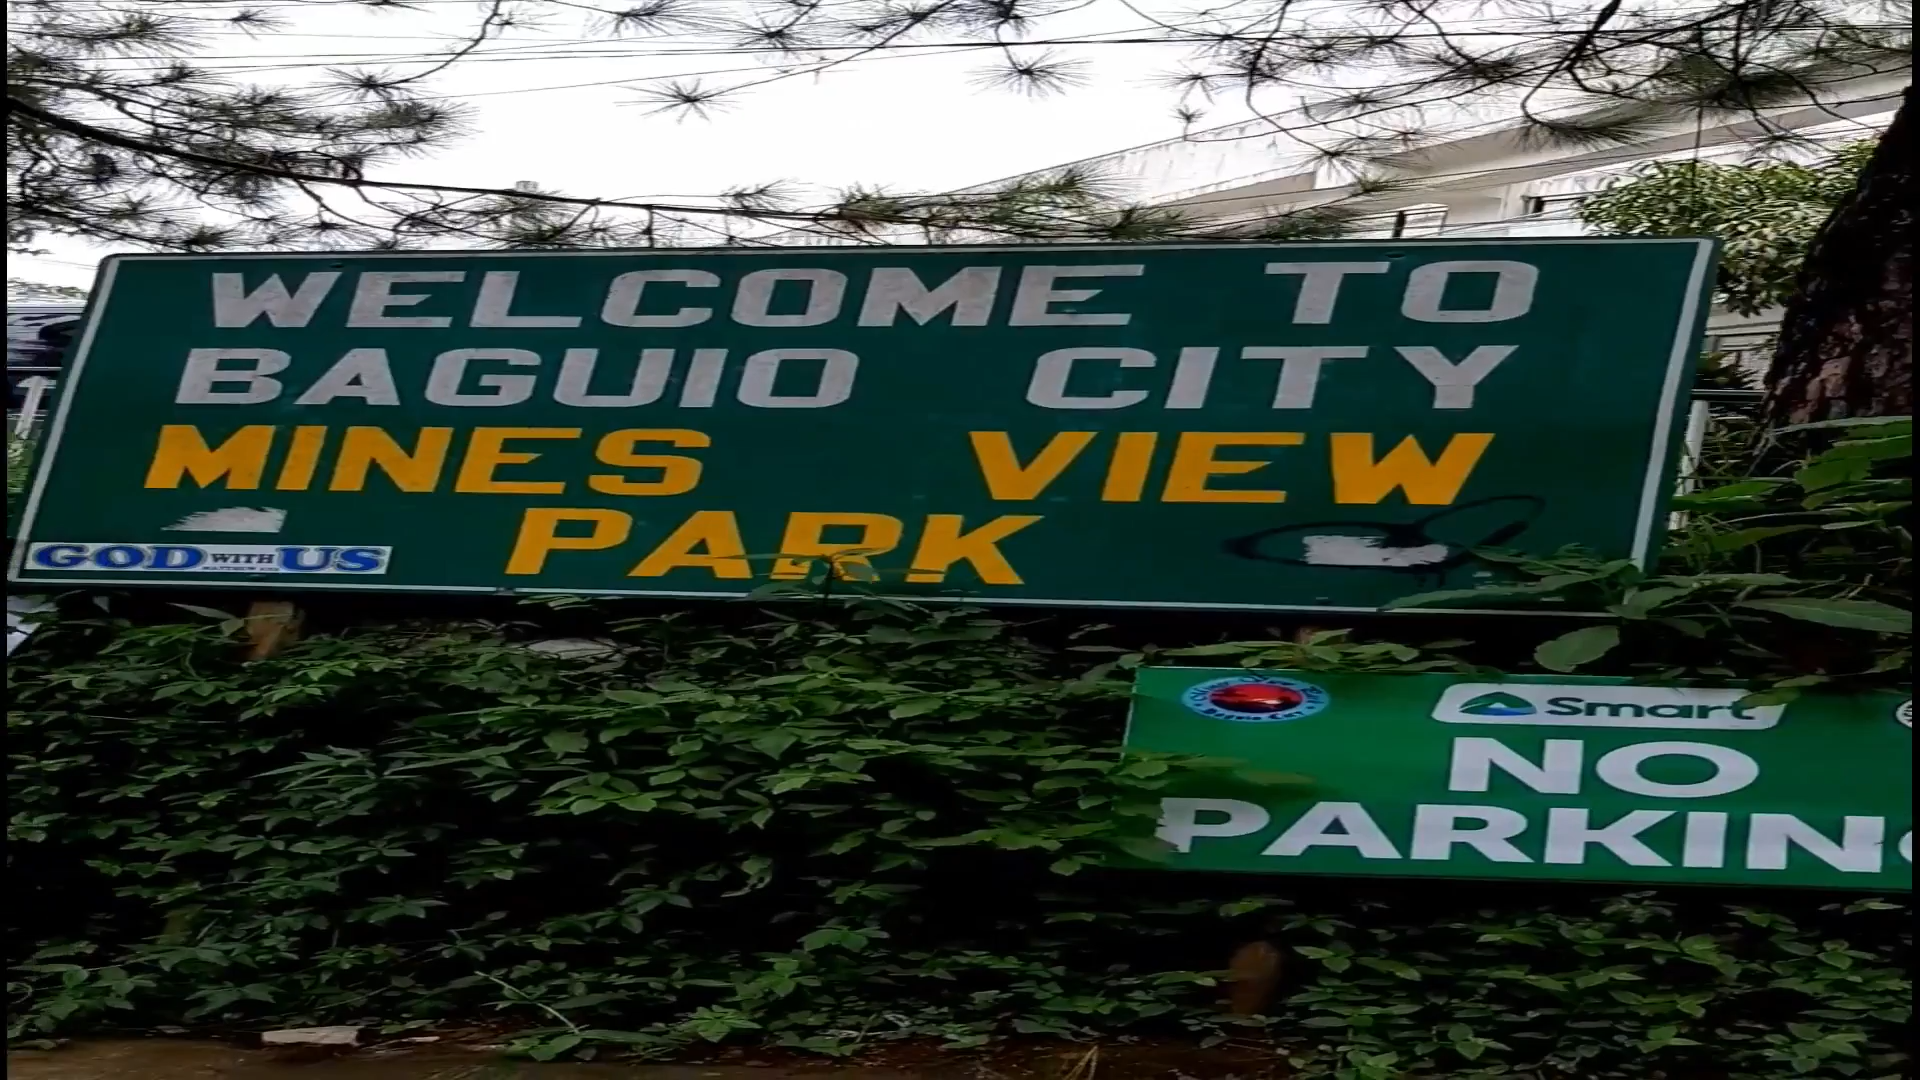 WELCOME TO
BAGUIO CITY
MINES VIEW
PARK
GOD WITH US
Smart
NO
PARKIN